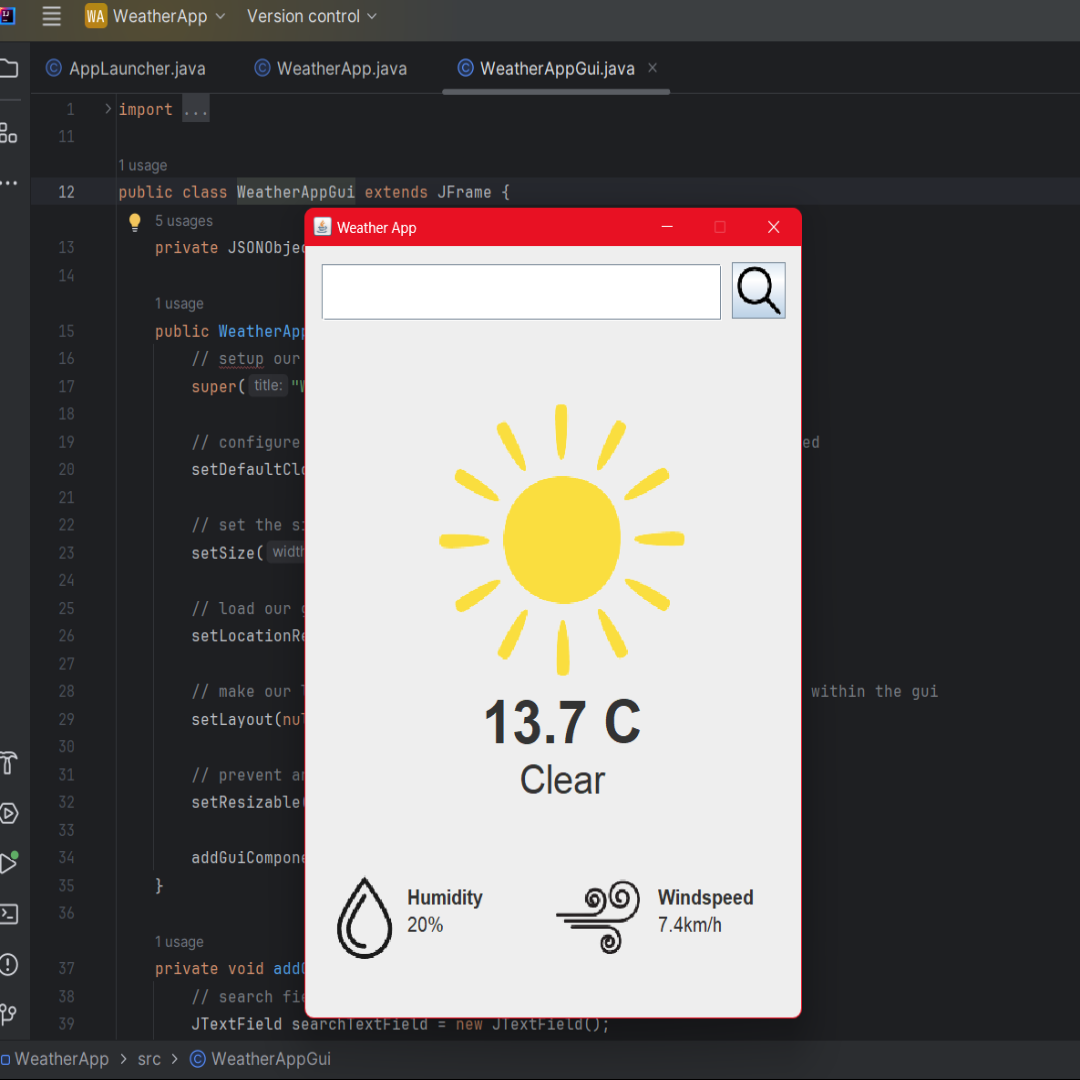 WA WeatherApp Version control
AppLauncher.java WeatherApp.java WeatherAppGui.java
1 import ...
11
1 usage
12 public class WeatherAppGui extends JFrame {
5 usages
13 private JSONObjec
14
1 usage
15 public WeatherApp
16 // setup our
17 super( title: "W
18
19 // configure ed
20 setDefaultClo
21
22 // set the si
23 setSize( width
24
25 // load our g
26 setLocationRe
27
28 // make our l within the gui
29 setLayout(nul
30
31 // prevent an
32 setResizable(
33
34 addGuiCompone
35 }
36
1 usage
37 private void addG
38 // search fie
39 JTextField searchTextField = new JTextField();
Weather App
13.7 C
Clear
Humidity
20%
Windspeed
7.4km/h
WeatherApp > src > WeatherAppGui